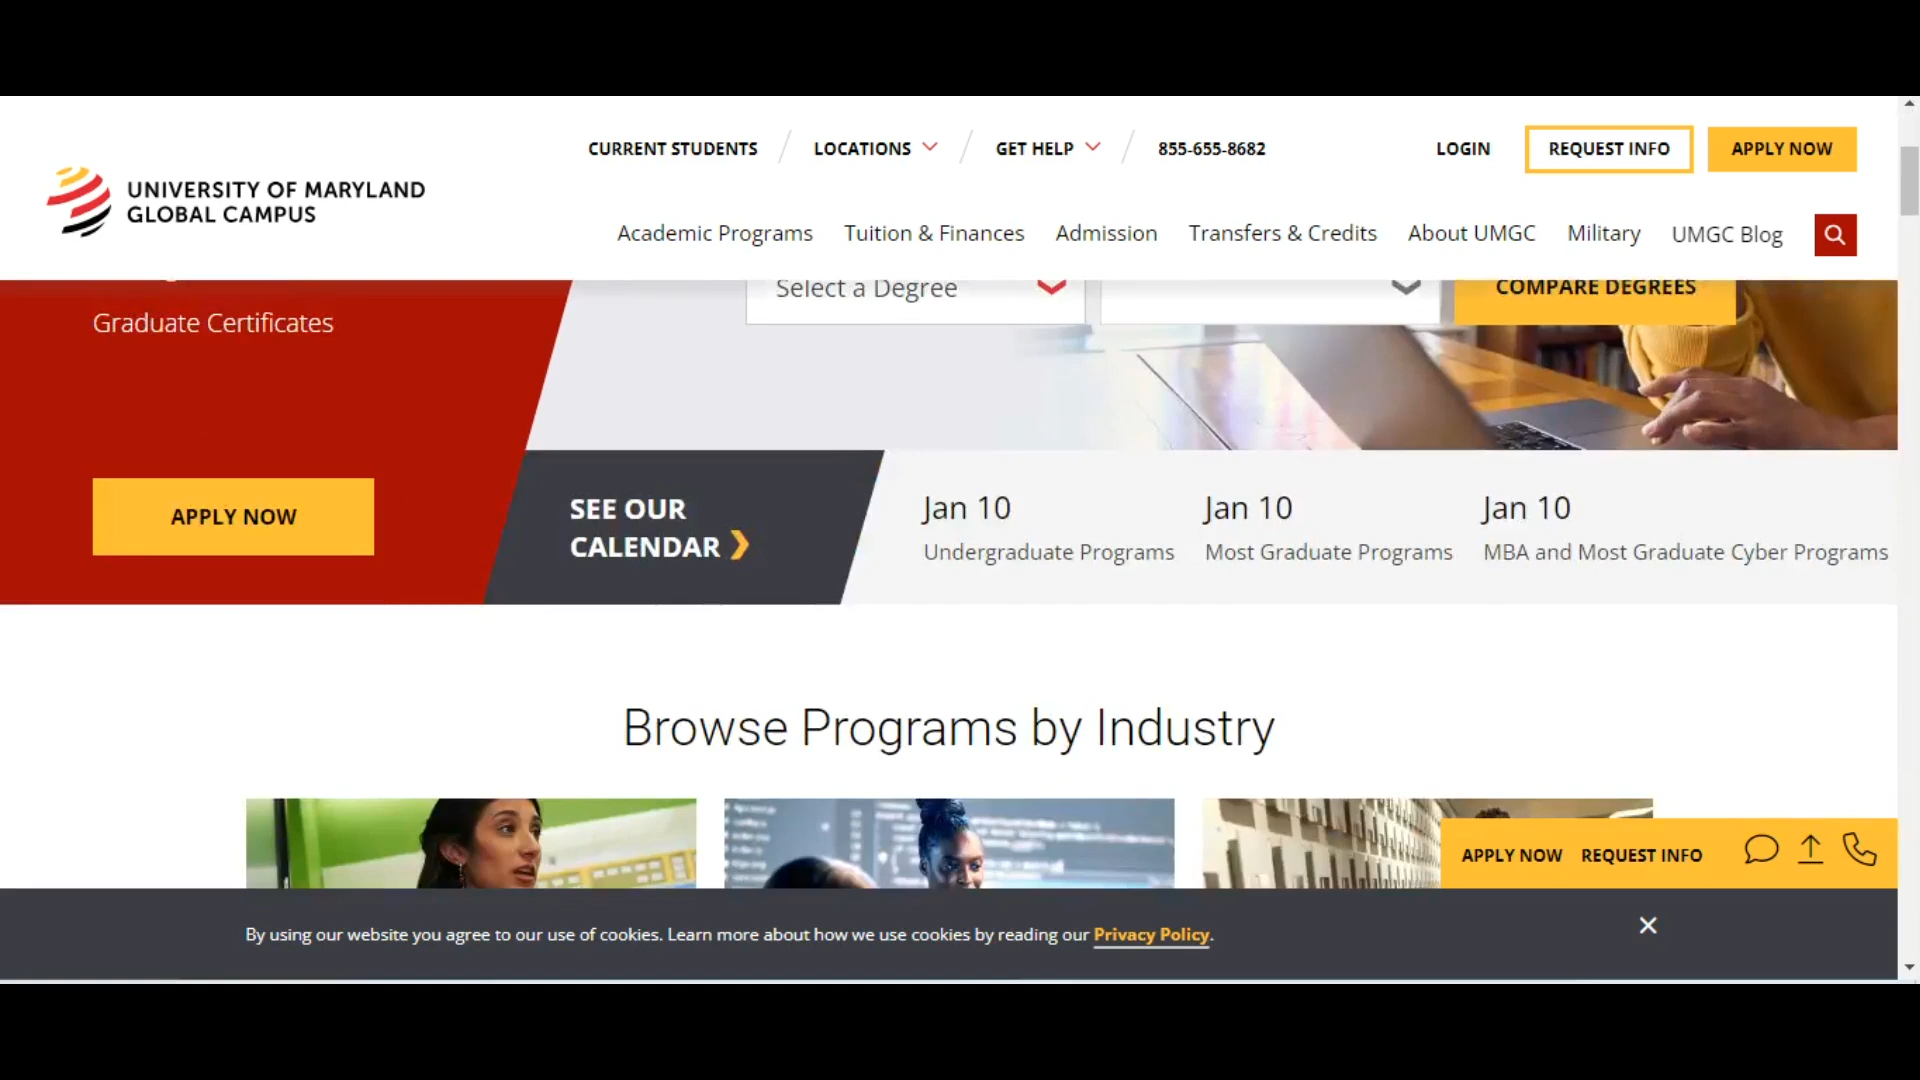 CURRENT STUDENTS
LOCATIONS
GET HELP
855-655-8682
LOGIN
REQUEST INFO
APPLY NOW
UNIVERSITY OF MARYLAND
GLOBAL CAMPUS
Academic Programs
Tuition & Finances
Admission
Transfers & Credits
About UMGC
Military
UMGC Blog
Select a Degree
COMPARE DEGREES
Graduate Certificates
APPLY NOW
SEE OUR
CALENDAR
Jan 10
Undergraduate Programs
Jan 10
Most Graduate Programs
Jan 10
MBA and Most Graduate Cyber Programs
Browse Programs by Industry
APPLY NOW
REQUEST INFO
By using our website you agree to our use of cookies. Learn more about how we use cookies by reading our Privacy Policy.